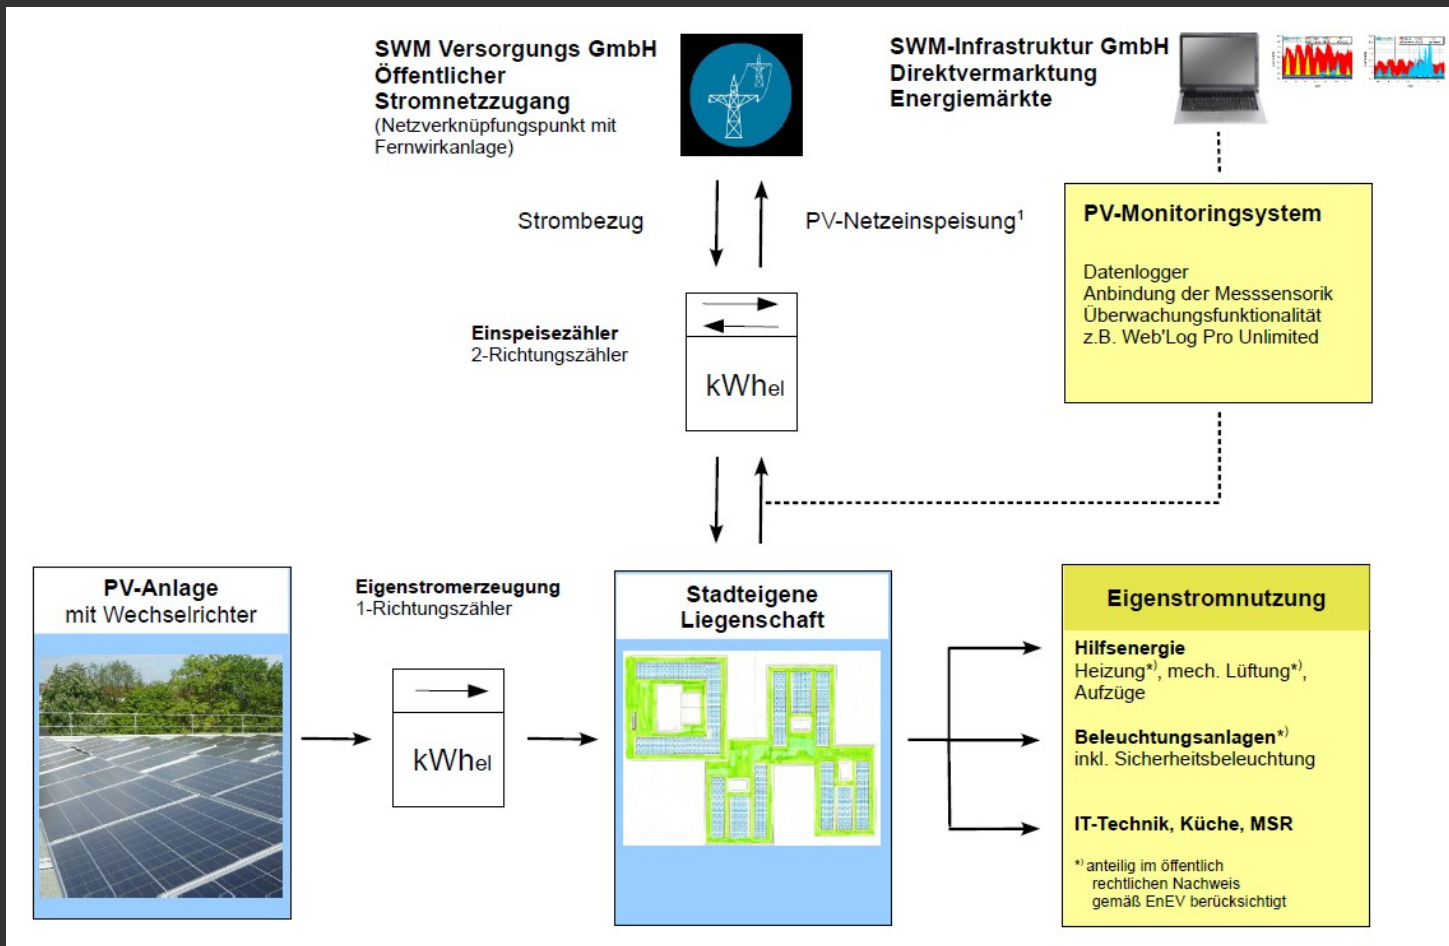 SWM Versorgungs GmbH
Öffentlicher
Stromnetzzugang
(Netzverknüpfungspunkt mit
Fernwirkanlage)
SWM-Infrastruktur GmbH
Direktvermarktung
Energiemärkte
Strombezug
PV-Netzeinspeisung¹
PV-Monitoringsystem
Datenlogger
Anbindung der Messsensorik
Überwachungsfunktionalität
z.B. Web'Log Pro Unlimited
Einspeisezähler
2-Richtungszähler
kWhel
PV-Anlage
mit Wechselrichter
Eigenstromerzeugung
1-Richtungszähler
kWhel
Stadteigene
Liegenschaft
Eigenstromnutzung
Hilfsenergie
Heizung*⁾, mech. Lüftung*⁾,
Aufzüge
Beleuchtungsanlagen*⁾
inkl. Sicherheitsbeleuchtung
IT-Technik, Küche, MSR
*⁾ anteilig im öffentlich
rechtlichen Nachweis
gemäß EnEV berücksichtigt